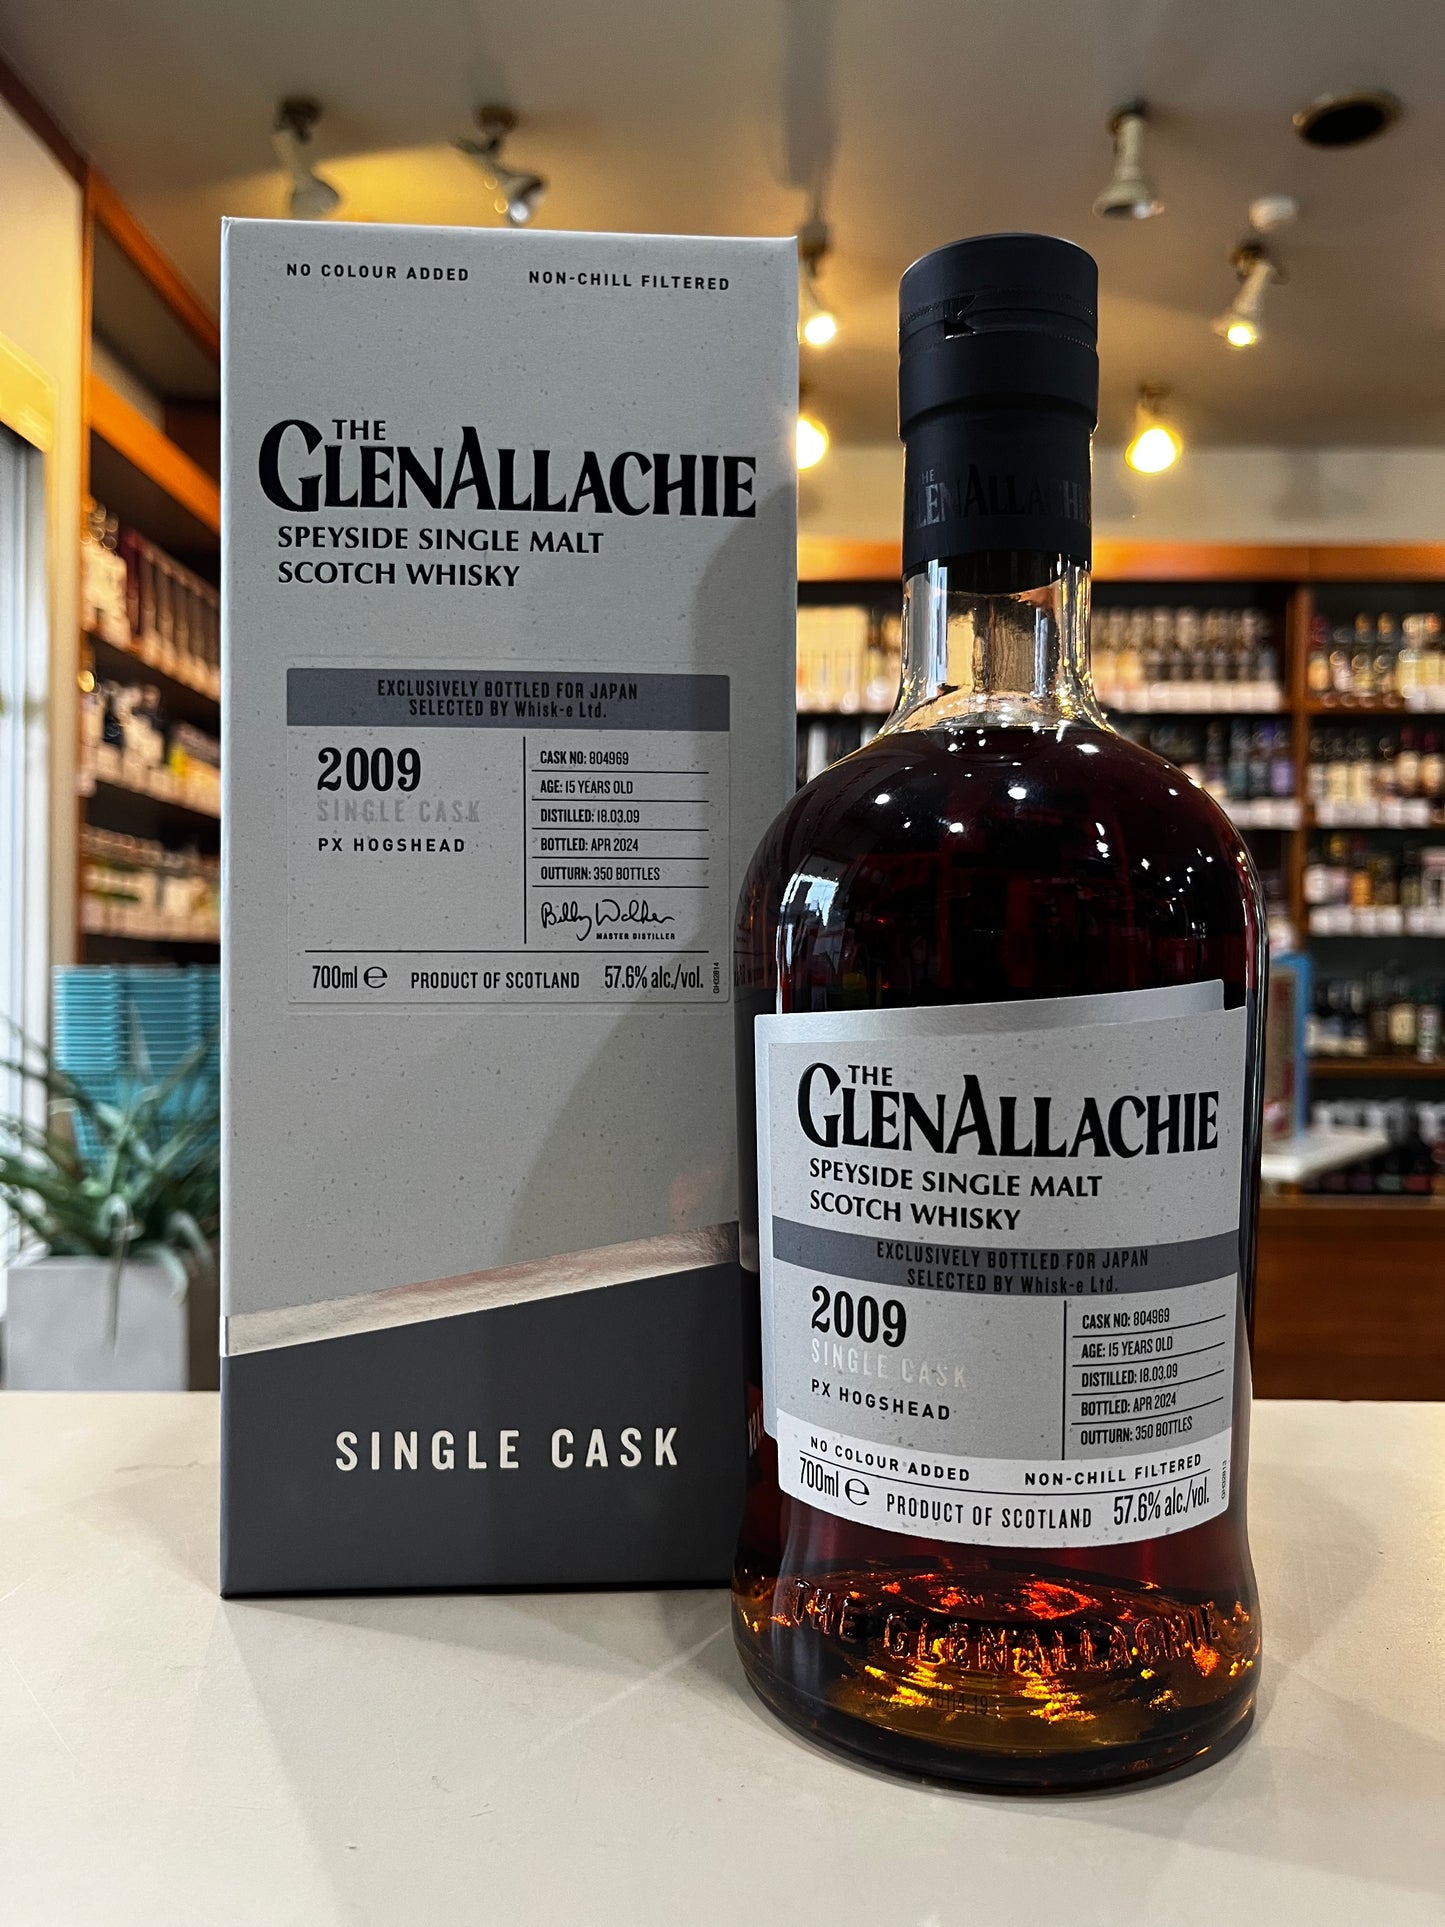 NO COLOUR ADDED NON-CHILL FILTERED
THE
GLENALLACHIE
SPEYSIDE SINGLE MALT
SCOTCH WHISKY
EXCLUSIVELY BOTTLED FOR JAPAN
SELECTED BY Whisk-e Ltd.
2009
SINGLE CASK
PX HOGSHEAD
CASK NO: 804969
AGE: 15 YEARS OLD
DISTILLED: 18.03.09
BOTTLED: APR 2024
OUTTURN: 350 BOTTLES
Billy Walker
MASTER DISTILLER
700ml ℮ PRODUCT OF SCOTLAND 57.6% alc./vol.
GH32814
SINGLE CASK
THE
GLENALLACHIE
THE
GLENALLACHIE
SPEYSIDE SINGLE MALT
SCOTCH WHISKY
EXCLUSIVELY BOTTLED FOR JAPAN
SELECTED BY Whisk-e Ltd.
2009
SINGLE CASK
PX HOGSHEAD
CASK NO: 804969
AGE: 15 YEARS OLD
DISTILLED: 18.03.09
BOTTLED: APR 2024
OUTTURN: 350 BOTTLES
NO COLOUR ADDED NON-CHILL FILTERED
700ml ℮ PRODUCT OF SCOTLAND 57.6% alc./vol.
GH32813
THE GLENALLACHIE